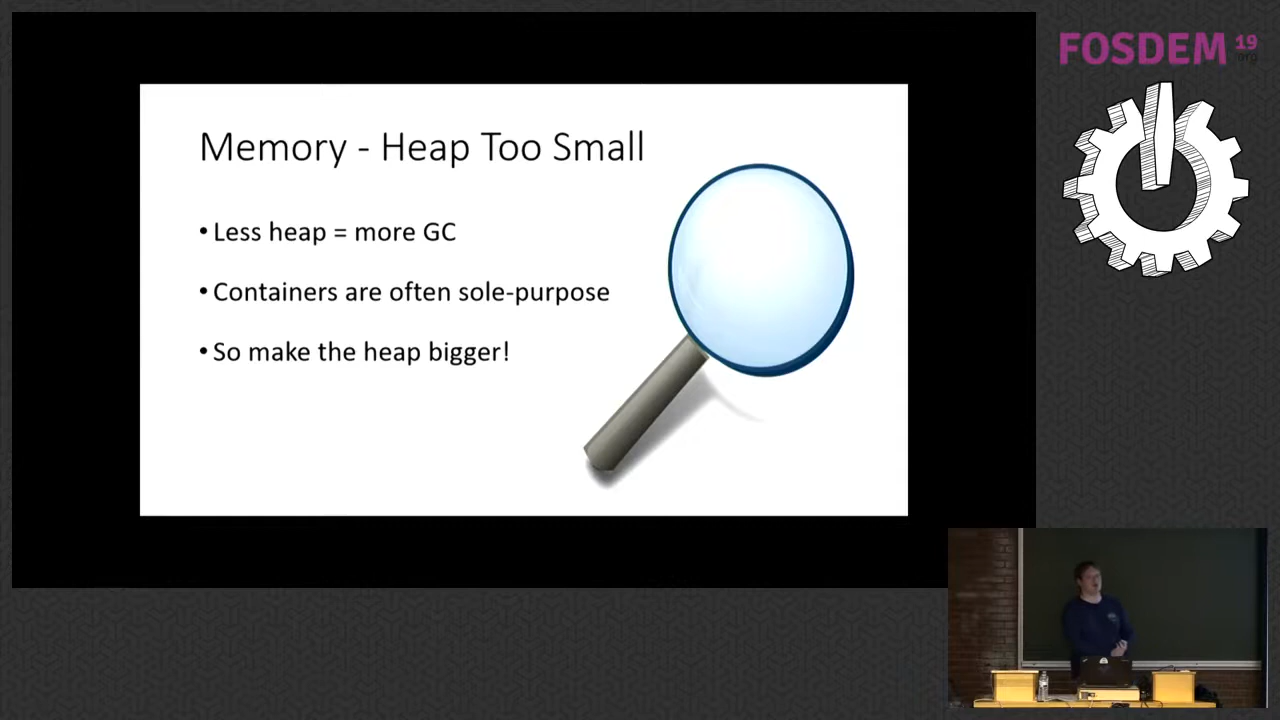 FOSDEM 19
.org
Memory - Heap Too Small
• Less heap = more GC
• Containers are often sole-purpose
• So make the heap bigger!